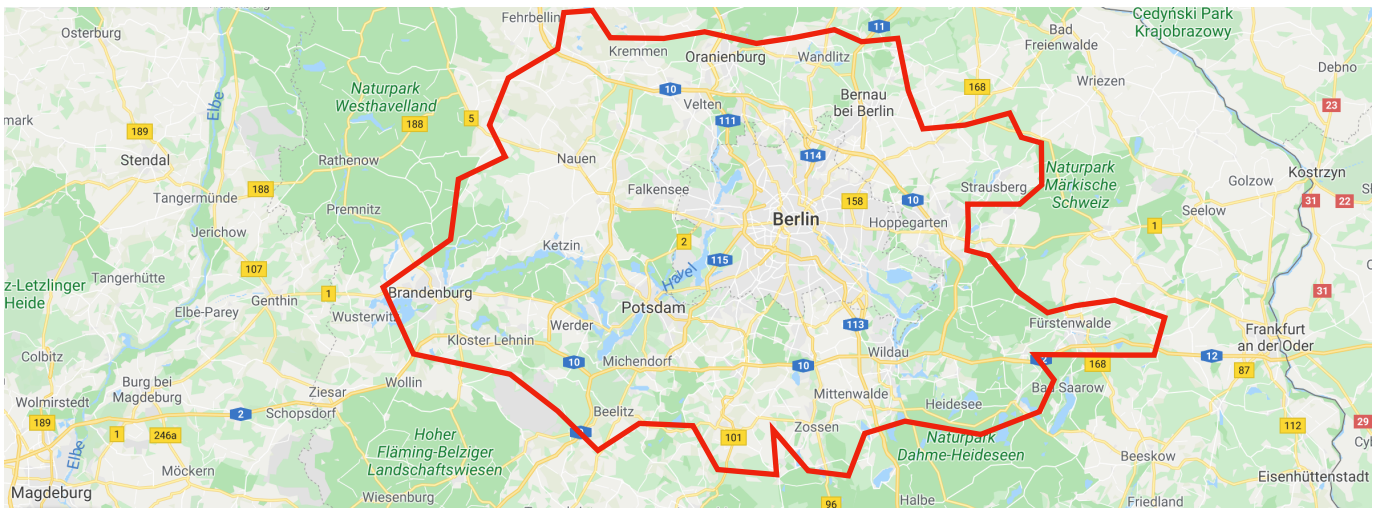 Fehrbellin
Cedyński Park
Krajobrazowy
11
Osterburg
Bad
Freienwalde
Kremmen
Oranienburg
Wandlitz
Debno
Naturpark
Westhavelland
10
168
Wriezen
Elbe
Velten
Bernau
bei Berlin
23
mark
189
188
5
111
Stendal
Rathenow
Nauen
114
Naturpark
Märkische
Schweiz
Kostrzyn
188
Falkensee
Strausberg
Golzow
Tangermünde
Premnitz
158
10
31
22
Berlin
Hoppegarten
Seelow
1
Jerichow
Ketzin
2
115
107
Tangerhütte
z-Letzlinger
Heide
Havel
Genthin
1
Brandenburg
31
Elbe-Parey
Wusterwitz
Potsdam
Werder
113
Fürstenwalde
Frankfurt
an der Oder
Kloster Lehnin
Colbitz
Michendorf
10
10
Wildau
168
12
87
Burg bei
Magdeburg
Wollin
Ziesar
Bad Saarow
Wolmirstedt
Mittenwalde
Heidesee
2
Schopsdorf
Beelitz
189
1
246a
Zossen
101
112
29
Hoher
Fläming-Belziger
Landschaftswiesen
Naturpark
Dahme-Heideseen
Elbe
Möckern
Beeskow
Eisenhüttenstadt
Magdeburg
Wiesenburg
96
Halbe
Friedland